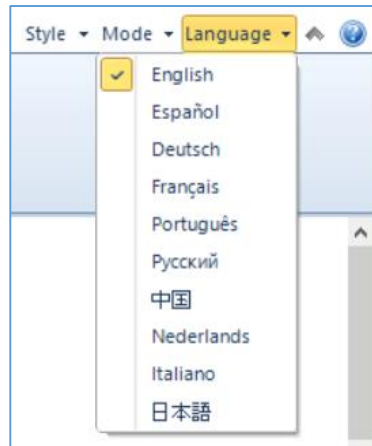 Style Mode Language
English
Español
Deutsch
Français
Português
Русский
中国
Nederlands
Italiano
日本語